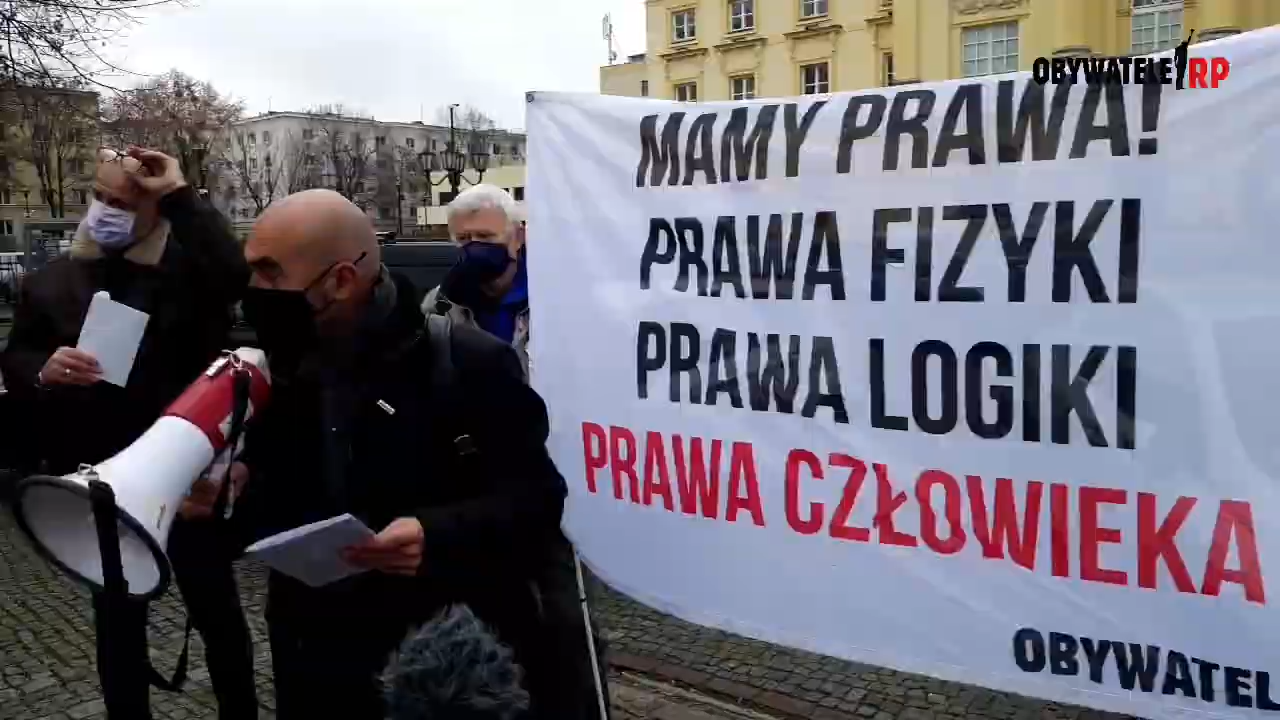 OBYWATELE RP
MAMY PRAWA!
PRAWA FIZYKI
PRAWA LOGIKI
PRAWA CZŁOWIEKA
OBYWATEL